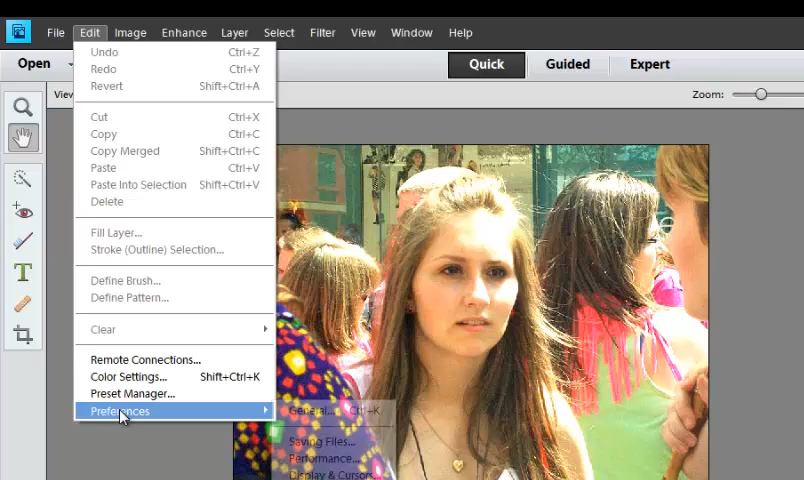 File Edit Image Enhance Layer Select Filter View Window Help
Open Quick Guided Expert
Zoom:
Undo Ctrl+Z
Redo Ctrl+Y
Revert Shift+Ctrl+A
Cut Ctrl+X
Copy Ctrl+C
Copy Merged Shift+Ctrl+C
Paste Ctrl+V
Paste Into Selection Shift+Ctrl+V
Delete
Fill Layer...
Stroke (Outline) Selection...
Define Brush...
Define Pattern...
Clear
Remote Connections...
Color Settings... Shift+Ctrl+K
Preset Manager...
Preferences
General... Ctrl+K
Saving Files...
Performance...
Display & Cursors...